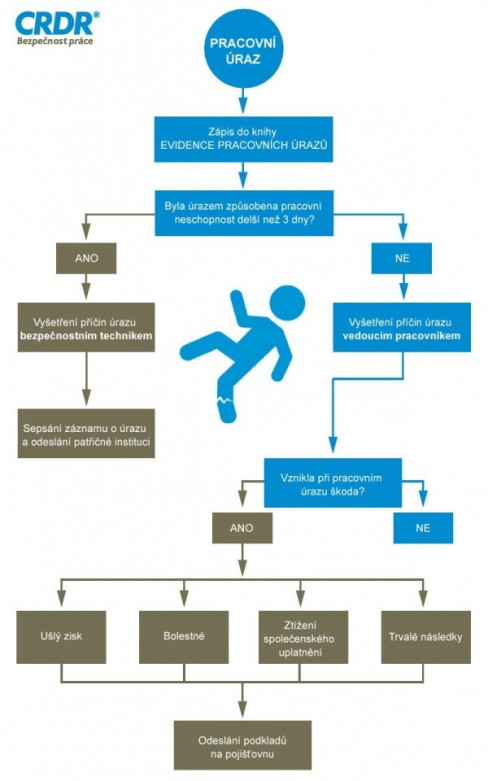 CRDR®
Bezpečnost práce
PRACOVNÍ
ÚRAZ
Zápis do knihy
EVIDENCE PRACOVNÍCH ÚRAZŮ
Byla úrazem způsobena pracovní
neschopnost delší než 3 dny?
ANO
NE
Vyšetření příčin úrazu
bezpečnostním technikem
Vyšetření příčin úrazu
vedoucím pracovníkem
Sepsání záznamu o úrazu
a odeslání patřičné instituci
Vznikla při pracovním
úrazu škoda?
ANO
NE
Ušlý zisk
Bolestné
Ztížení
společenského
uplatnění
Trvalé následky
Odeslání podkladů
na pojišťovnu